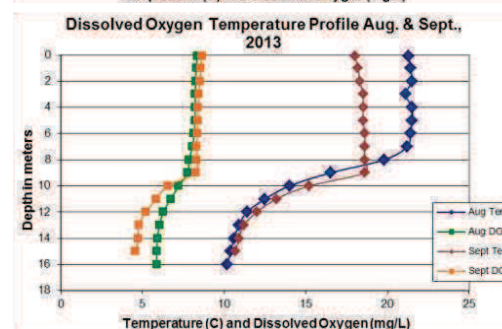 Dissolved Oxygen Temperature Profile Aug. & Sept.,
2013
Depth in meters
0
2
4
6
8
10
12
14
16
18
0 5 10 15 20 25
Aug Tem
Aug DO
Sept Te
Sept DO
Temperature (C) and Dissolved Oxygen (mg/L)